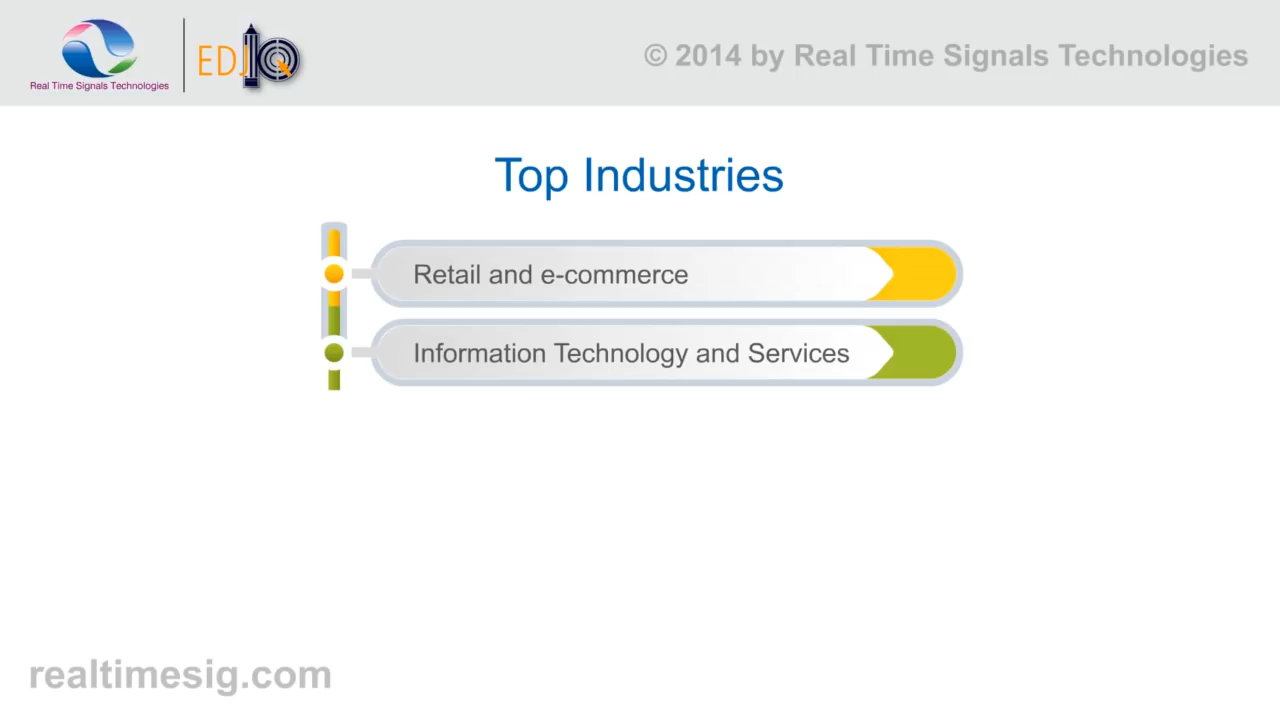 Real Time Signals Technologies
EDJIQ
© 2014 by Real Time Signals Technologies
Top Industries
Retail and e-commerce
Information Technology and Services
realtimesig.com